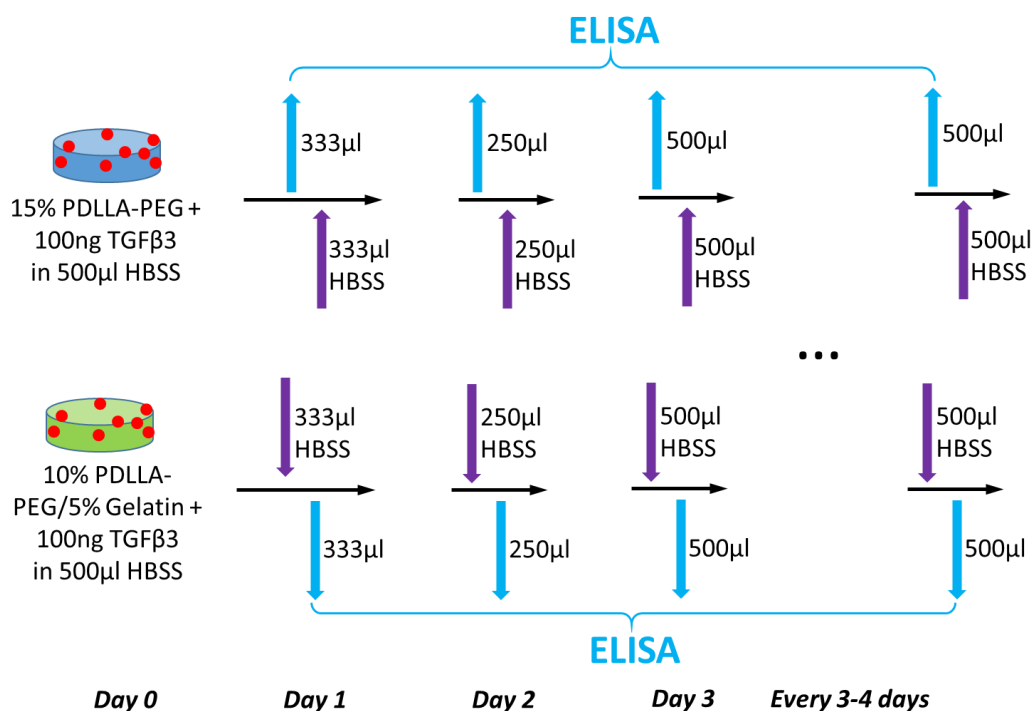 ELISA
333µl
250µl
500µl
500µl
15% PDLLA-PEG +
100ng TGFβ3
in 500µl HBSS
333µl
HBSS
250µl
HBSS
500µl
HBSS
500µl
HBSS
...
333µl
HBSS
250µl
HBSS
500µl
HBSS
500µl
HBSS
10% PDLLA-
PEG/5% Gelatin +
100ng TGFβ3
in 500µl HBSS
333µl
250µl
500µl
500µl
ELISA
Day 0
Day 1
Day 2
Day 3
Every 3-4 days